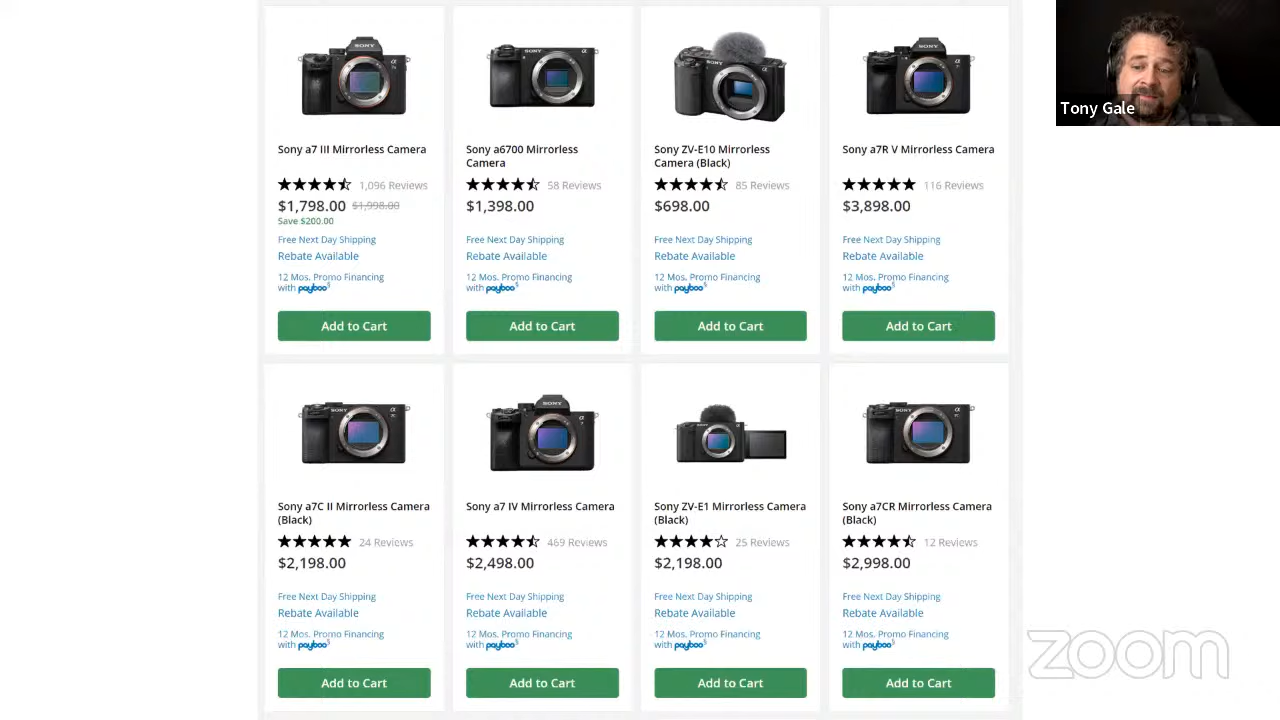 Tony Gale
Sony a7 III Mirrorless Camera
1,096 Reviews
$1,798.00 $1,998.00
Save $200.00
Free Next Day Shipping
Rebate Available
12 Mos. Promo Financing
with payboo§
Add to Cart
Sony a6700 Mirrorless
Camera
58 Reviews
$1,398.00
Free Next Day Shipping
Rebate Available
12 Mos. Promo Financing
with payboo§
Add to Cart
Sony ZV-E10 Mirrorless
Camera (Black)
85 Reviews
$698.00
Free Next Day Shipping
Rebate Available
12 Mos. Promo Financing
with payboo§
Add to Cart
Sony a7R V Mirrorless Camera
116 Reviews
$3,898.00
Free Next Day Shipping
Rebate Available
12 Mos. Promo Financing
with payboo§
Add to Cart
Sony a7C II Mirrorless Camera
(Black)
24 Reviews
$2,198.00
Free Next Day Shipping
Rebate Available
12 Mos. Promo Financing
with payboo§
Add to Cart
SONY
Sony a7 IV Mirrorless Camera
469 Reviews
$2,498.00
Free Next Day Shipping
Rebate Available
12 Mos. Promo Financing
with payboo§
Add to Cart
Sony ZV-E1 Mirrorless Camera
(Black)
25 Reviews
$2,198.00
Free Next Day Shipping
Rebate Available
12 Mos. Promo Financing
with payboo§
Add to Cart
Sony a7CR Mirrorless Camera
(Black)
12 Reviews
$2,998.00
Free Next Day Shipping
Rebate Available
12 Mos. Promo Financing
with payboo§
Add to Cart
zoom